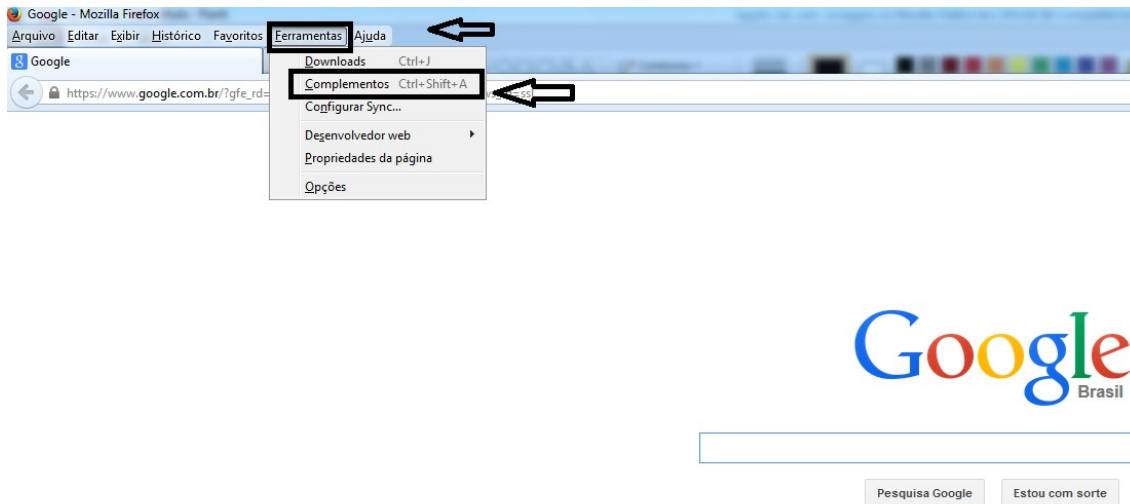 Google - Mozilla Firefox
Arquivo Editar Exibir Histórico Favoritos Ferramentas Ajuda
Google
https://www.google.com.br/?gfe_rd=
Downloads Ctrl+J
Complementos Ctrl+Shift+A
Configurar Sync...
Desenvolvedor web
Propriedades da página
Opções
Google
Brasil
Pesquisa Google Estou com sorte